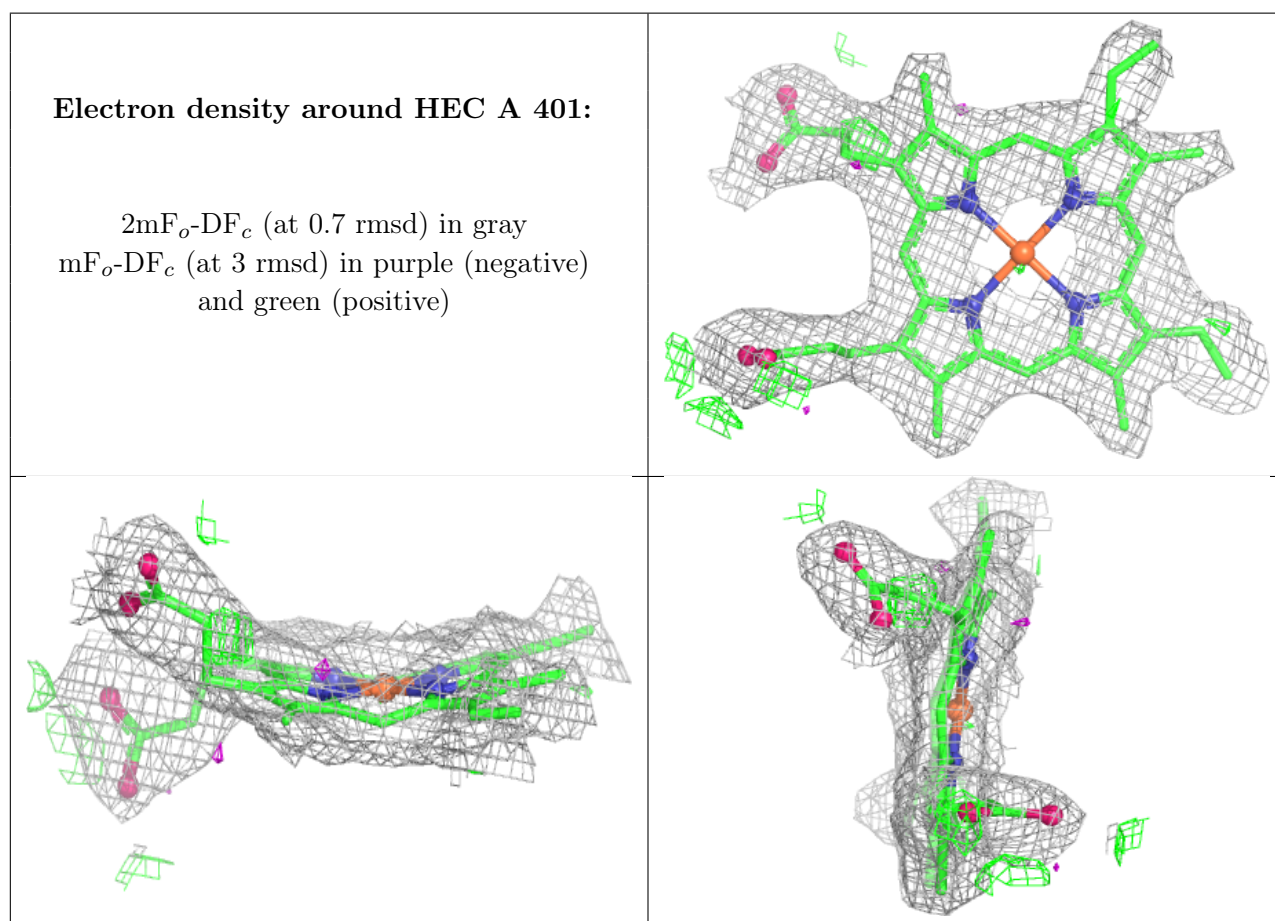 Electron density around HEC A 401:
2mFo-DFc (at 0.7 rmsd) in gray
mFo-DFc (at 3 rmsd) in purple (negative)
and green (positive)